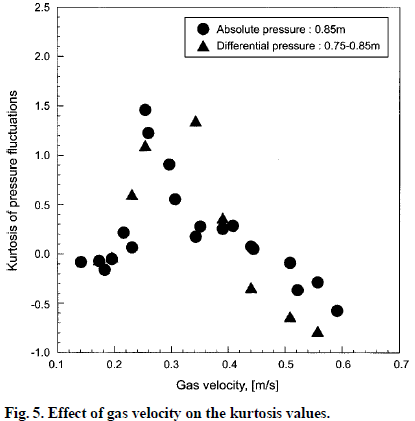 2.5
2.0
1.5
1.0
0.5
0.0
-0.5
-1.0
Kurtosis of pressure fluctuations
Absolute pressure : 0.85m
Differential pressure : 0.75-0.85m
0.1 0.2 0.3 0.4 0.5 0.6 0.7
Gas velocity, [m/s]
Fig. 5. Effect of gas velocity on the kurtosis values.